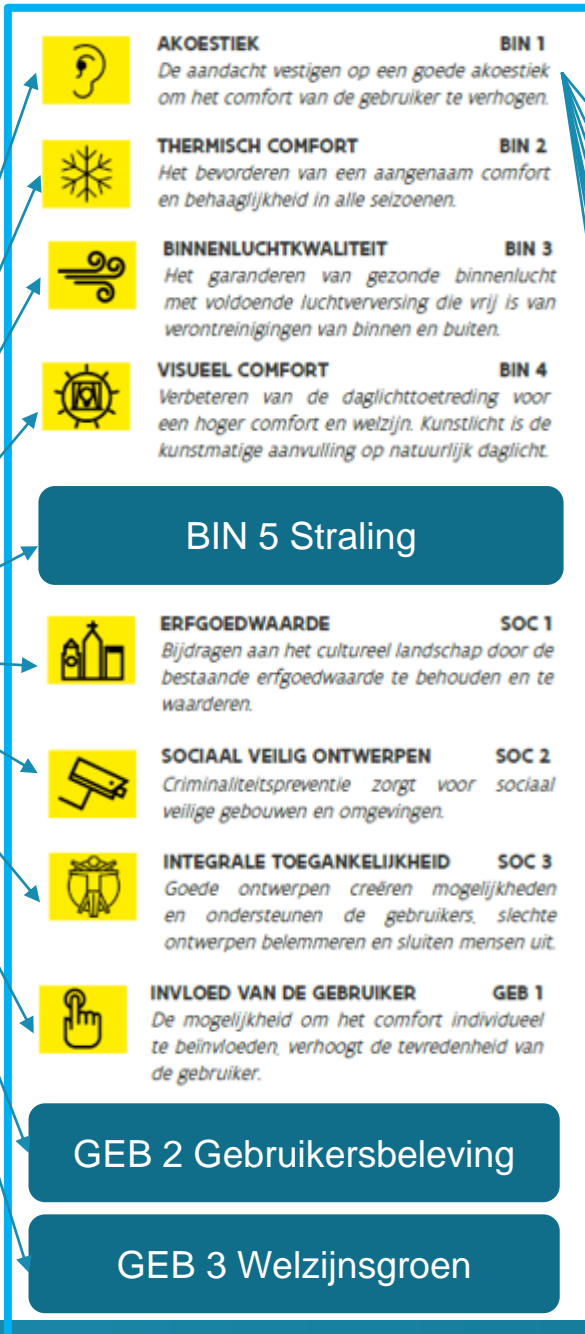 AKOESTIEK BIN 1
De aandacht vestigen op een goede akoestiek
om het comfort van de gebruiker te verhogen.
THERMISCH COMFORT BIN 2
Het bevorderen van een aangenaam comfort
en behaaglijkheid in alle seizoenen.
BINNENLUCHTKWALITEIT BIN 3
Het garanderen van gezonde binnenlucht
met voldoende luchtverversing die vrij is van
verontreinigingen van binnen en buiten.
VISUEEL COMFORT BIN 4
Verbeteren van de daglichttoetreding voor
een hoger comfort en welzijn. Kunstlicht is de
kunstmatige aanvulling op natuurlijk daglicht.
BIN 5 Straling
ERFGOEDWAARDE SOC 1
Bijdragen aan het cultureel landschap door de
bestaande erfgoedwaarde te behouden en te
waarderen.
SOCIAAL VEILIG ONTWERPEN SOC 2
Criminaliteitspreventie zorgt voor sociaal
veilige gebouwen en omgevingen.
INTEGRALE TOEGANKELIJKHEID SOC 3
Goede ontwerpen creëren mogelijkheden
en ondersteunen de gebruikers, slechte
ontwerpen belemmeren en sluiten mensen uit.
INVLOED VAN DE GEBRUIKER GEB 1
De mogelijkheid om het comfort individueel
te beïnvloeden, verhoogt de tevredenheid van
de gebruiker.
GEB 2 Gebruikersbeleving
GEB 3 Welzijnsgroen